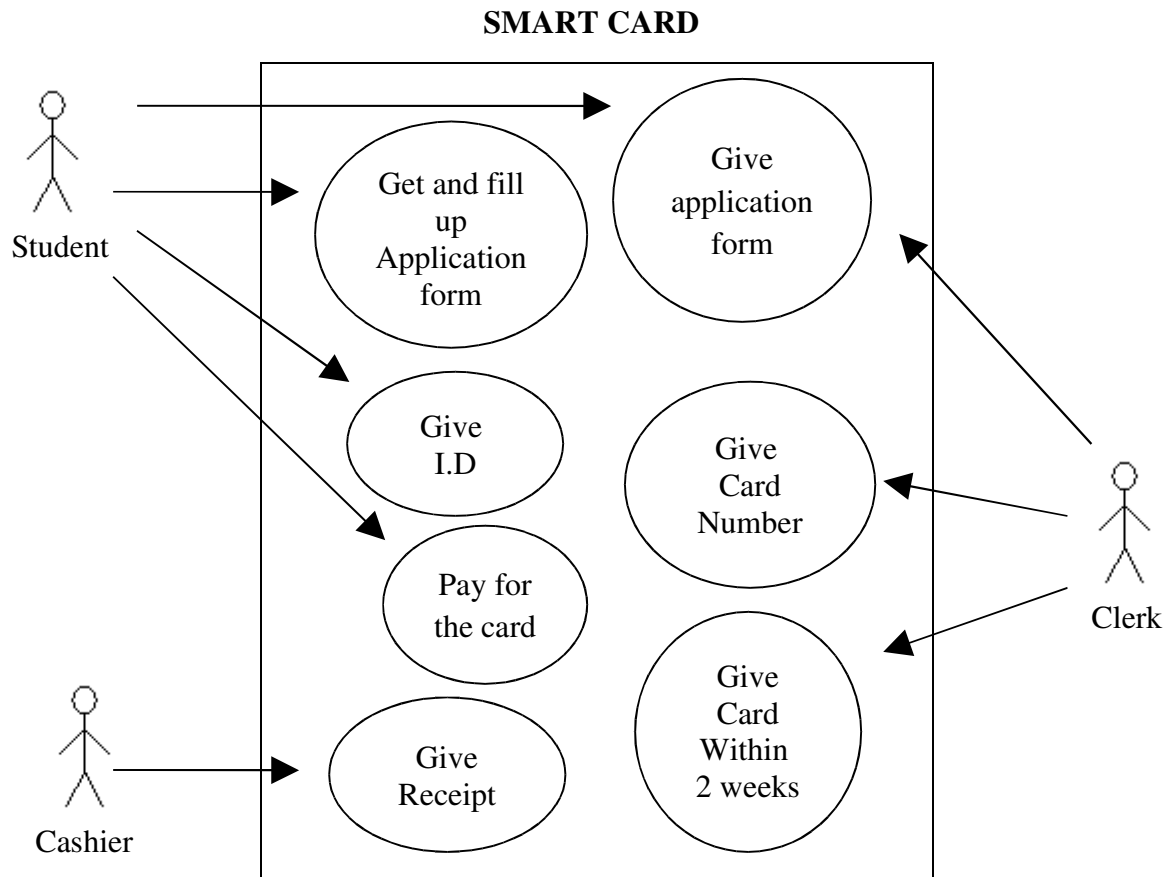 SMART CARD
Student
Get and fill
up
Application
form
Give
application
form
Give
I.D
Give
Card
Number
Pay for
the card
Clerk
Give
Card
Within
2 weeks
Give
Receipt
Cashier